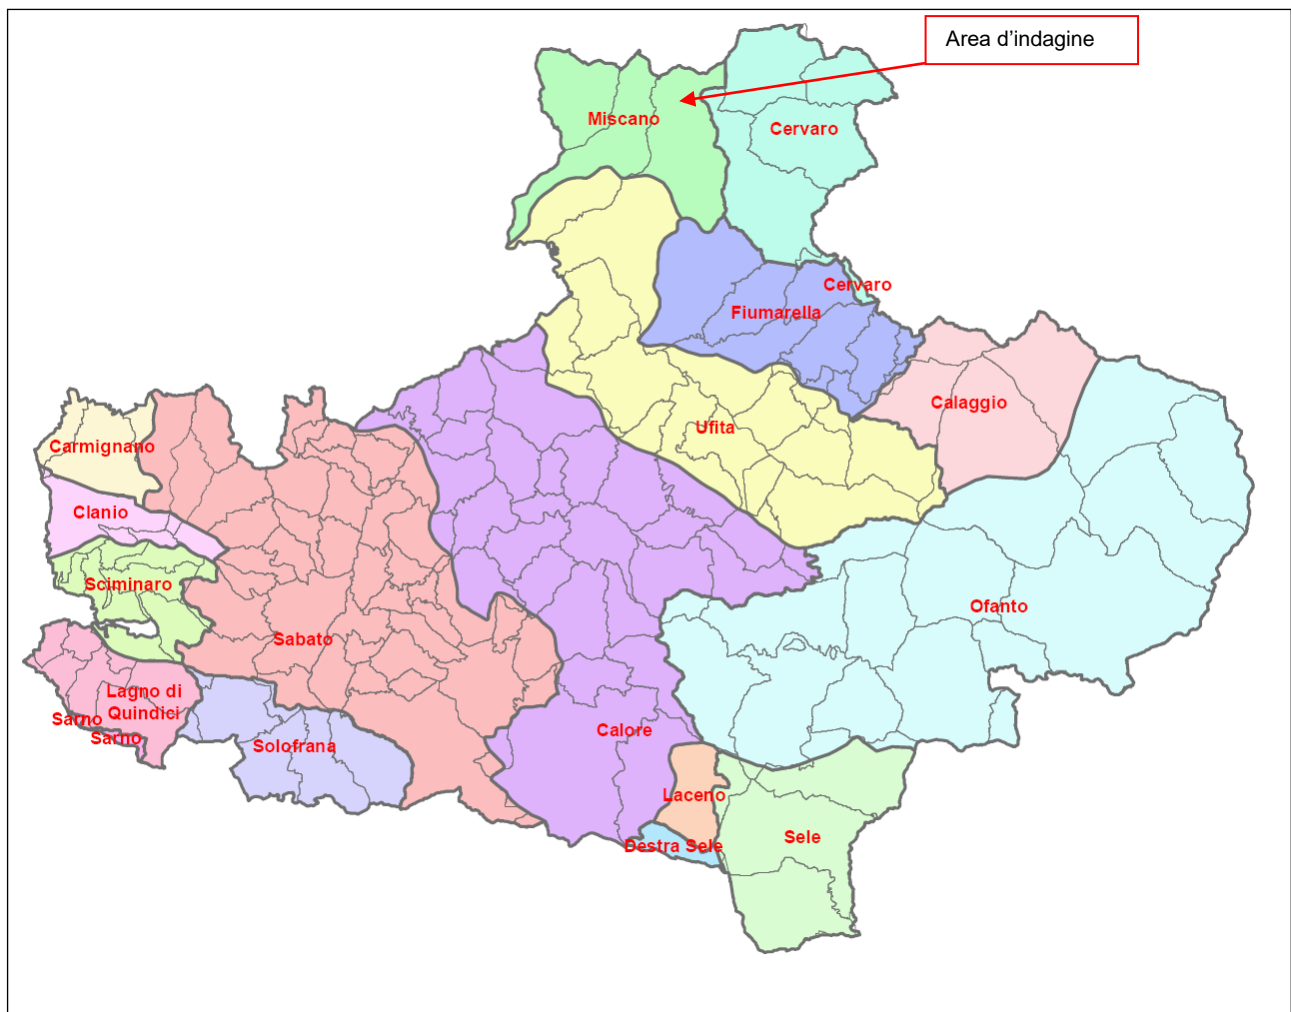 Area d'indagine
Miscano
Cervaro
Cervaro
Fiumarella
Calaggio
Ufita
Carmignano
Clanio
Sciminaro
Ofanto
Sabato
Lagno di
Quindici
Sarno
Sarno
Solofrana
Calore
Laceno
Sele
Destra Sele